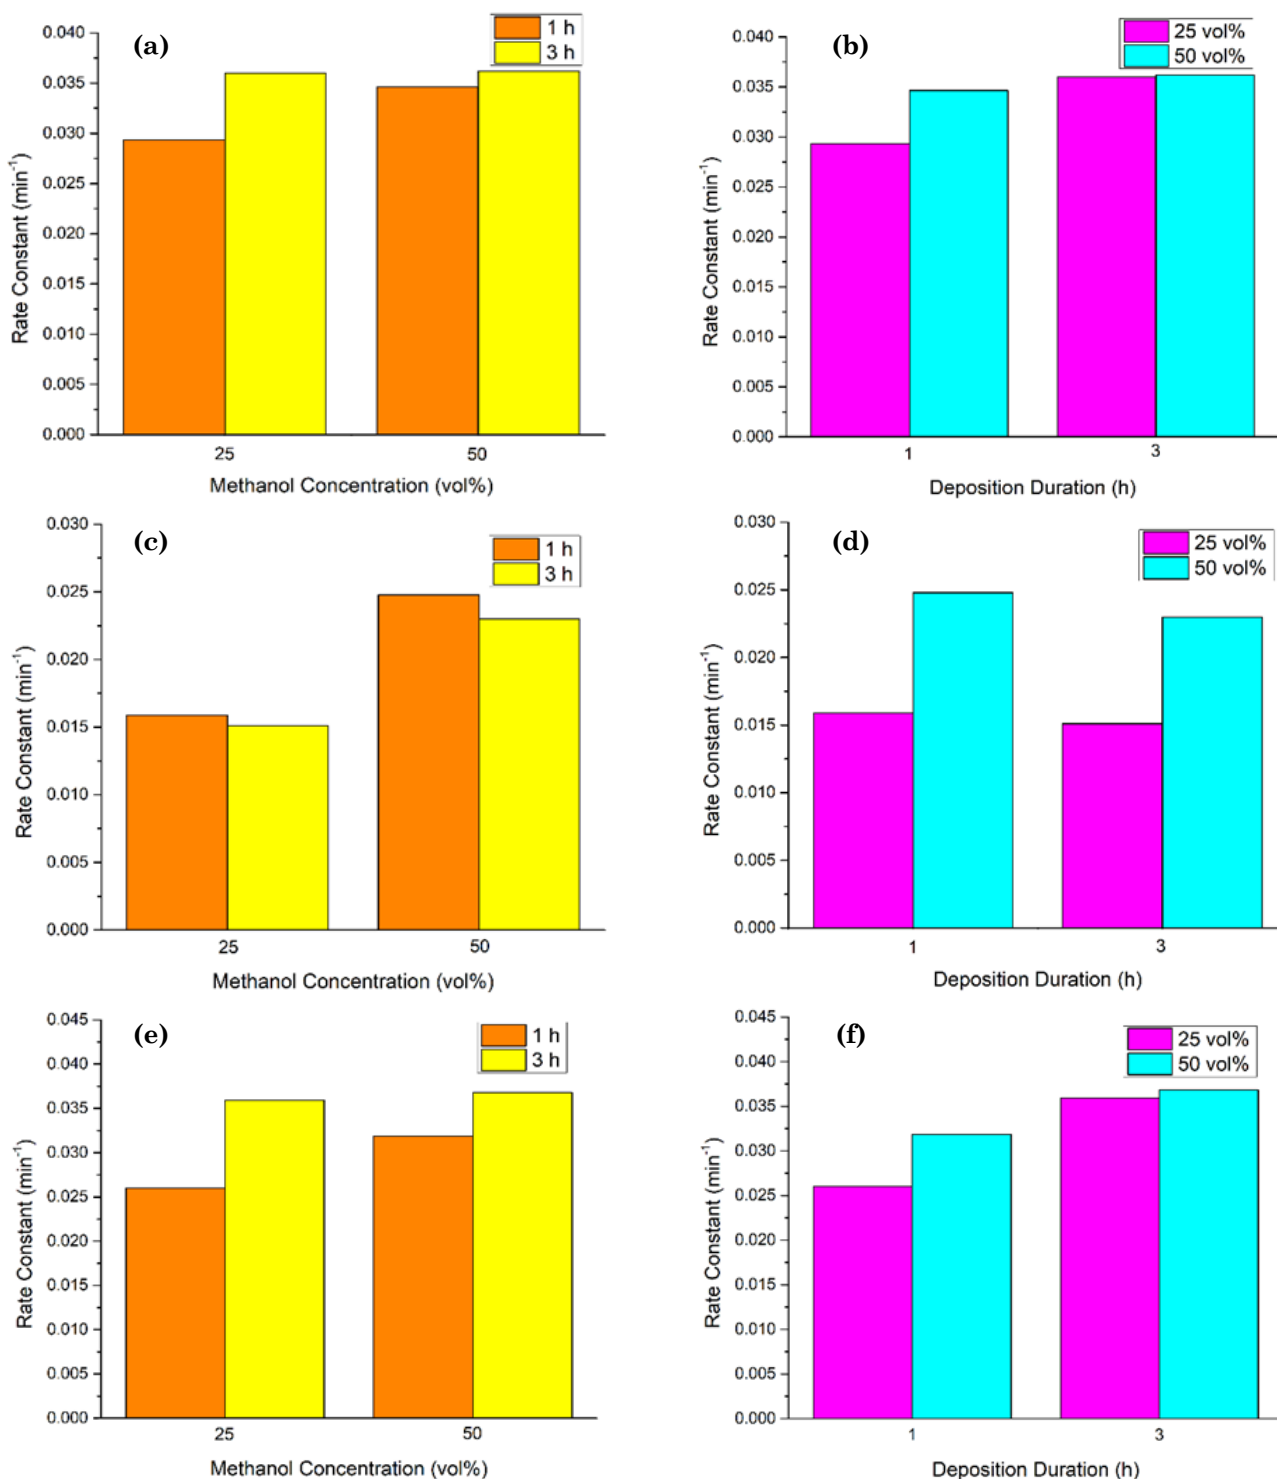 (a)
1 h
3 h
0.040
0.035
0.030
0.025
0.020
0.015
0.010
0.005
0.000
Rate Constant (min-1)
25
50
Methanol Concentration (vol%)
(b)
25 vol%
50 vol%
0.040
0.035
0.030
0.025
0.020
0.015
0.010
0.005
0.000
Rate Constant (min-1)
1
3
Deposition Duration (h)
(c)
1 h
3 h
0.030
0.025
0.020
0.015
0.010
0.005
0.000
Rate Constant (min-1)
25
50
Methanol Concentration (vol%)
(d)
25 vol%
50 vol%
0.030
0.025
0.020
0.015
0.010
0.005
0.000
Rate Constant (min-1)
1
3
Deposition Duration (h)
(e)
1 h
3 h
0.045
0.040
0.035
0.030
0.025
0.020
0.015
0.010
0.005
0.000
Rate Constant (min-1)
25
50
Methanol Concentration (vol%)
(f)
25 vol%
50 vol%
0.045
0.040
0.035
0.030
0.025
0.020
0.015
0.010
0.005
0.000
Rate Constant (min-1)
1
3
Deposition Duration (h)